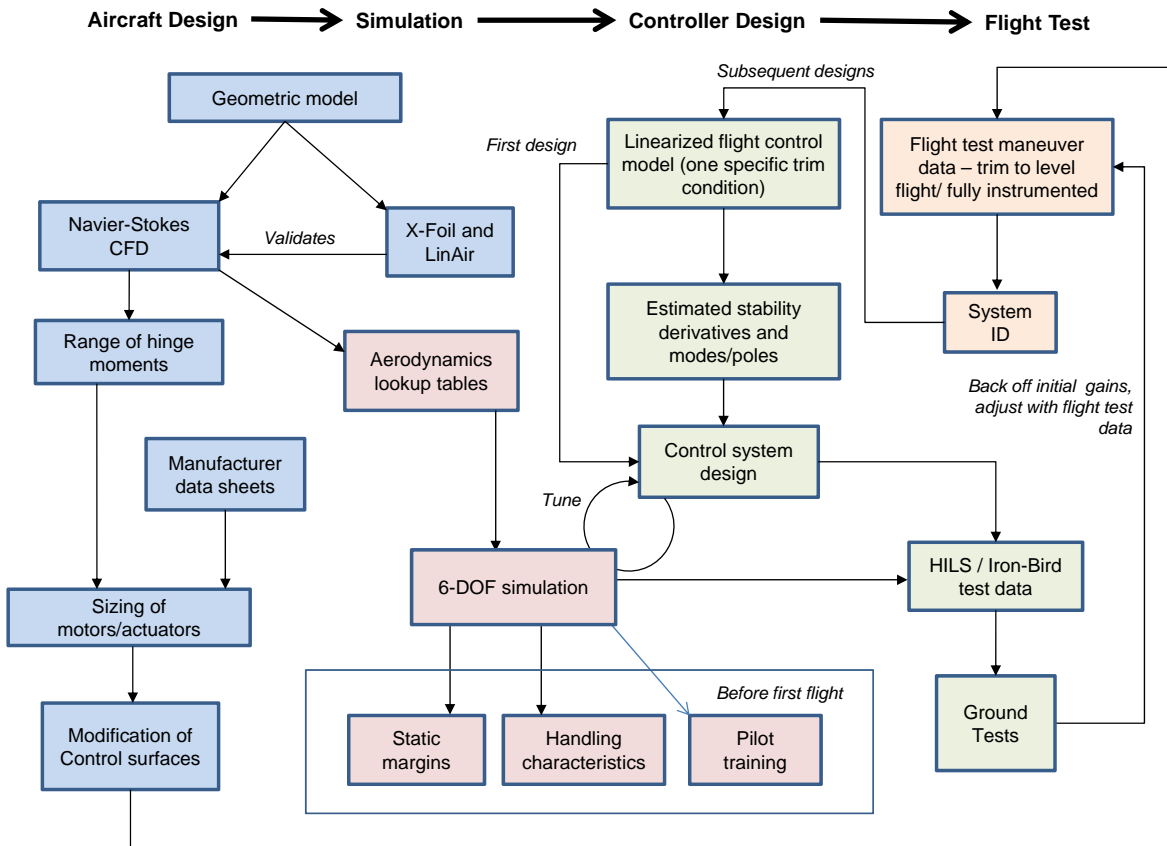 Aircraft Design
Simulation
Controller Design
Flight Test
Geometric model
Navier-Stokes
CFD
Validates
X-Foil and
LinAir
Range of hinge
moments
Manufacturer
data sheets
Sizing of
motors/actuators
Modification of
Control surfaces
Aerodynamics
lookup tables
6-DOF simulation
Tune
Before first flight
Static
margins
Handling
characteristics
Pilot
training
Subsequent designs
First design
Linearized flight control
model (one specific trim
condition)
Estimated stability
derivatives and
modes/poles
Control system
design
HILS / Iron-Bird
test data
Ground
Tests
Flight test maneuver
data – trim to level
flight/ fully instrumented
System
ID
Back off initial gains,
adjust with flight test
data